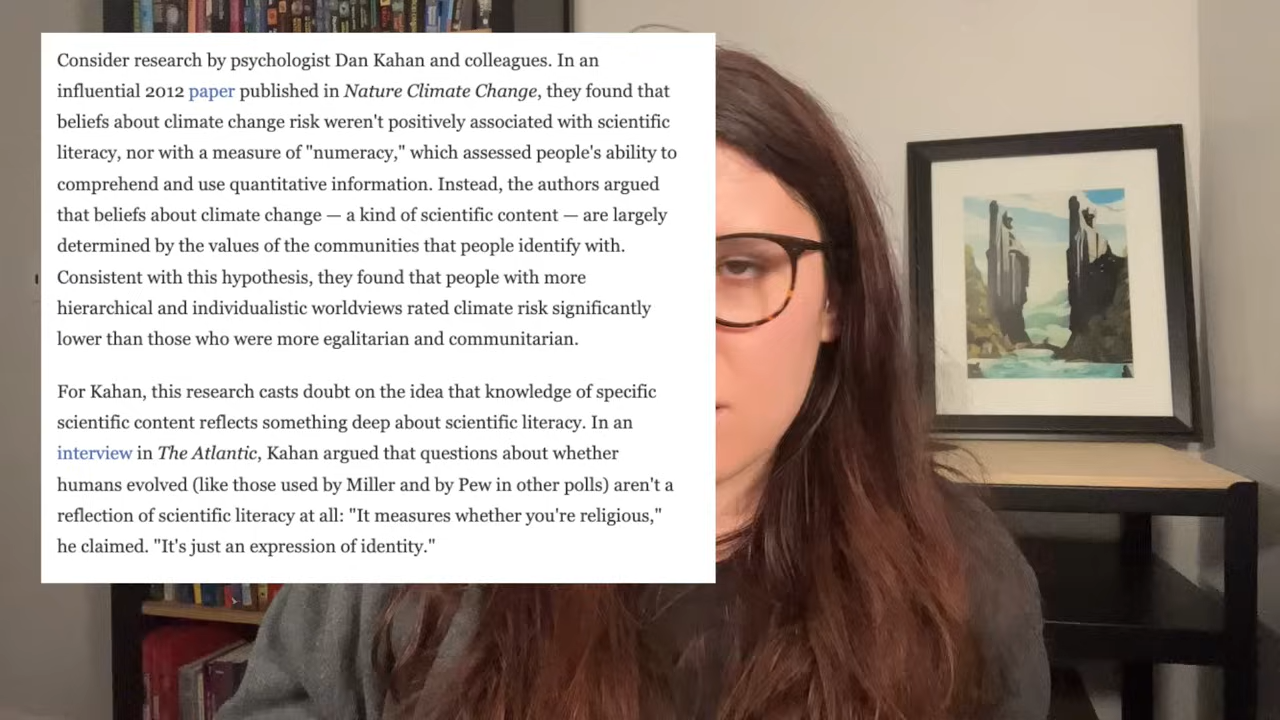 Consider research by psychologist Dan Kahan and colleagues. In an
influential 2012 paper published in Nature Climate Change, they found that
beliefs about climate change risk weren't positively associated with scientific
literacy, nor with a measure of "numeracy," which assessed people's ability to
comprehend and use quantitative information. Instead, the authors argued
that beliefs about climate change — a kind of scientific content — are largely
determined by the values of the communities that people identify with.
Consistent with this hypothesis, they found that people with more
hierarchical and individualistic worldviews rated climate risk significantly
lower than those who were more egalitarian and communitarian.
For Kahan, this research casts doubt on the idea that knowledge of specific
scientific content reflects something deep about scientific literacy. In an
interview in The Atlantic, Kahan argued that questions about whether
humans evolved (like those used by Miller and by Pew in other polls) aren't a
reflection of scientific literacy at all: "It measures whether you're religious,"
he claimed. "It's just an expression of identity."